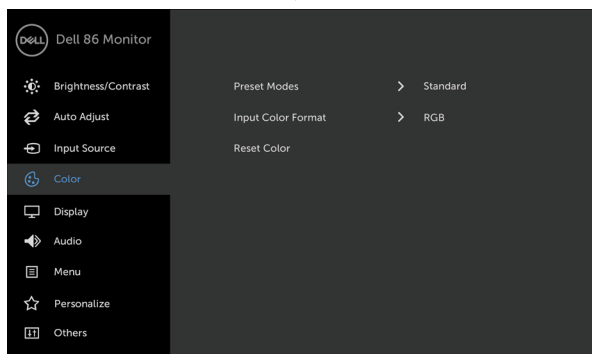 DELL
Dell 86 Monitor
Brightness/Contrast
Auto Adjust
Input Source
Color
Display
Audio
Menu
Personalize
Others
Preset Modes > Standard
Input Color Format > RGB
Reset Color